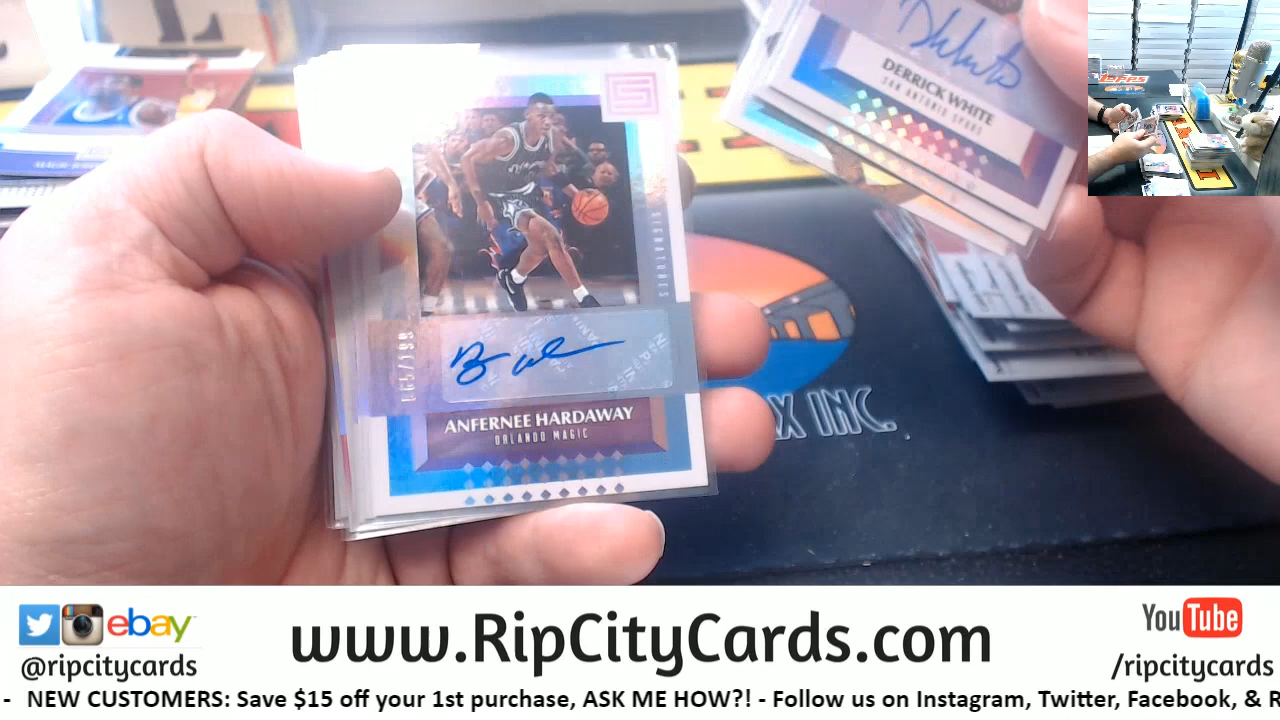 DERRICK WHITE
SAN ANTONIO SPURS
SIGNATURES
ANFERNEE HARDAWAY
ORLANDO MAGIC
X INC.
ebay
www.RipCityCards.com
YouTube
@ripcitycards
/ripcitycards
- NEW CUSTOMERS: Save $15 off your 1st purchase, ASK ME HOW?! - Follow us on Instagram, Twitter, Facebook, & R